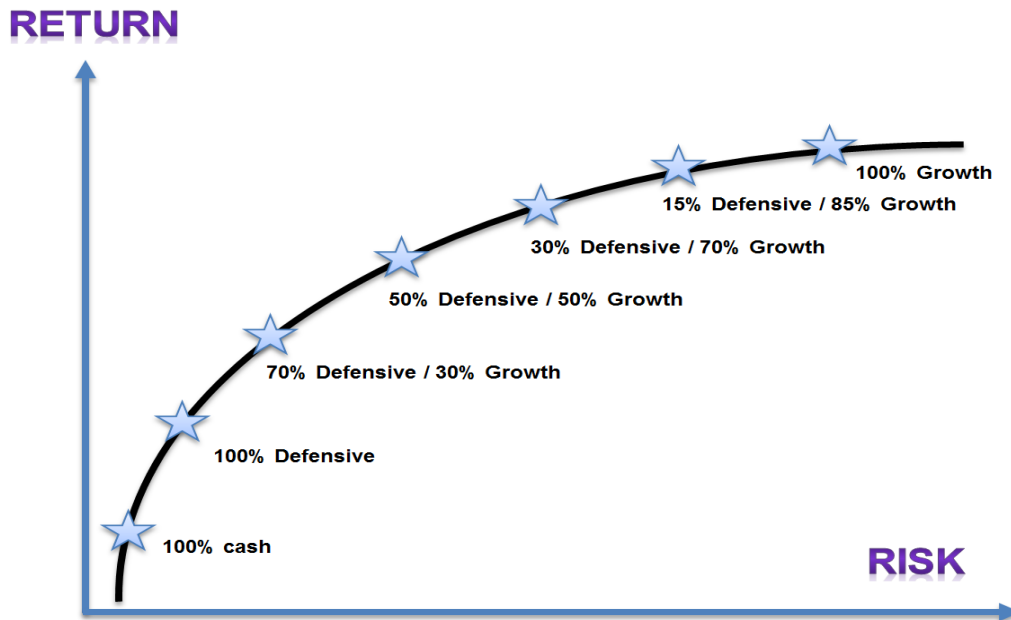 RETURN
100% Growth
15% Defensive / 85% Growth
30% Defensive / 70% Growth
50% Defensive / 50% Growth
70% Defensive / 30% Growth
100% Defensive
100% cash
RISK